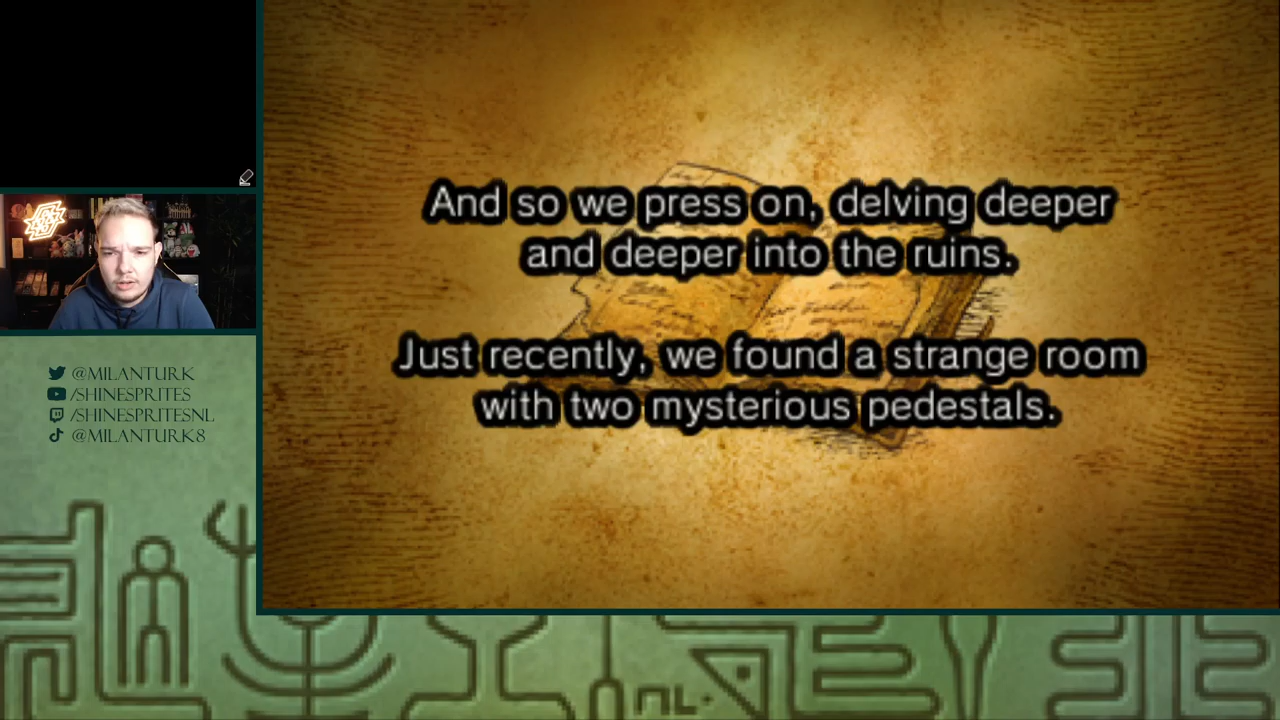 And so we press on, delving deeper
and deeper into the ruins.
Just recently, we found a strange room
with two mysterious pedestals.
@MILANTURK
/SHINESPRITES
/SHINESPRITESNL
@MILANTURK8